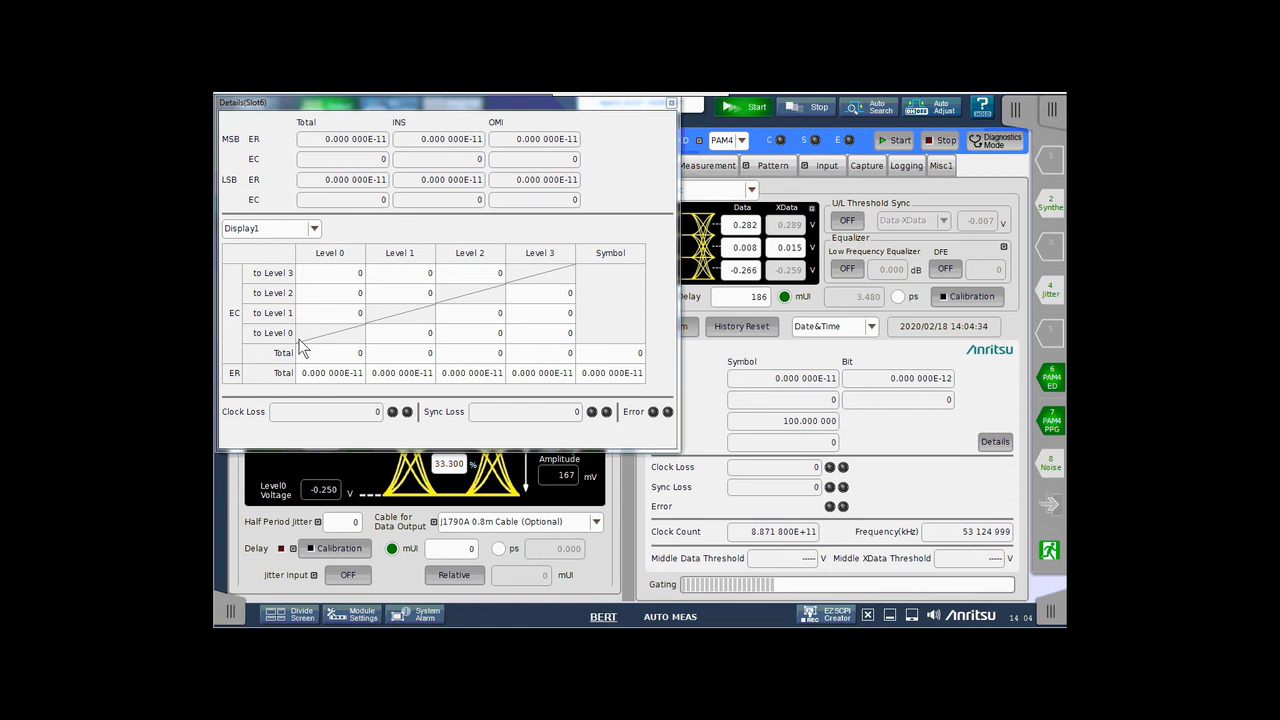 Details(Slot6)
Total INS OMI
MSB ER 0.000 000E-11 0.000 000E-11 0.000 000E-11
EC 0 0 0
LSB ER 0.000 000E-11 0.000 000E-11 0.000 000E-11
EC 0 0 0
Display1
Level 0 Level 1 Level 2 Level 3 Symbol
to Level 3 0 0 0
to Level 2 0 0 0
EC to Level 1 0 0 0
to Level 0 0 0 0
Total 0 0 0 0 0
ER Total 0.000 000E-11 0.000 000E-11 0.000 000E-11 0.000 000E-11 0.000 000E-11
Clock Loss 0 Sync Loss 0 Error
Level0 Voltage -0.250 V
33.300 %
Amplitude
167 mV
Half Period Jitter 0
Cable for Data Output J1790A 0.8m Cable (Optional)
Delay Calibration mUI 0 ps 0.000
Jitter Input OFF Relative 0 mUI
Start Stop Auto Search Auto Adjust ? HOLD
PAM4 C S E Start Stop Diagnostics Mode
Measurement Pattern Input Capture Logging Misc1
Data XData
0.282 0.289 V
0.008 0.015 V
-0.266 -0.259 V
U/L Threshold Sync
OFF Data-XData -0.007 V
Equalizer
Low Frequency Equalizer DFE
OFF 0.000 dB OFF 0
Delay 186 mUI 3.480 ps Calibration
History Reset Date&Time 2020/02/18 14:04:34
Anritsu
Symbol Bit
0.000 000E-11 0.000 000E-12
0 0
100.000 000
0
Details
Clock Loss 0
Sync Loss 0
Error
Clock Count 8.871 800E+11 Frequency(kHz) 53 124 999
Middle Data Threshold ----- V Middle XData Threshold ----- V
Gating
1
2 Synthe
3
4 Jitter
5
6 PAM4 ED
7 PAM4 PPG
8 Noise
Divide Screen Module Settings System Alarm BERT AUTO MEAS REC EZ SCPI Creator Anritsu 14 04